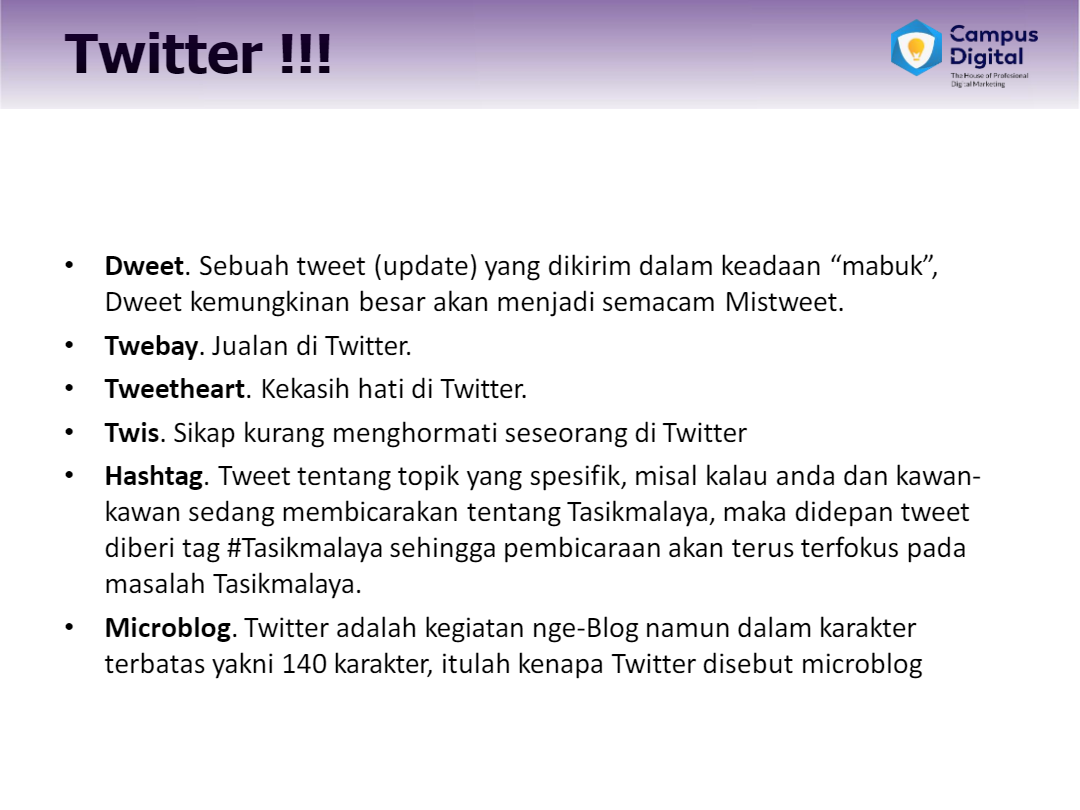 Twitter !!!
Campus
Digital
The House of Profesional
Digital Marketing
• Dweet. Sebuah tweet (update) yang dikirim dalam keadaan “mabuk”,
Dweet kemungkinan besar akan menjadi semacam Mistweet.
• Twebay. Jualan di Twitter.
• Tweetheart. Kekasih hati di Twitter.
• Twis. Sikap kurang menghormati seseorang di Twitter
• Hashtag. Tweet tentang topik yang spesifik, misal kalau anda dan kawan-
kawan sedang membicarakan tentang Tasikmalaya, maka didepan tweet
diberi tag #Tasikmalaya sehingga pembicaraan akan terus terfokus pada
masalah Tasikmalaya.
• Microblog. Twitter adalah kegiatan nge-Blog namun dalam karakter
terbatas yakni 140 karakter, itulah kenapa Twitter disebut microblog